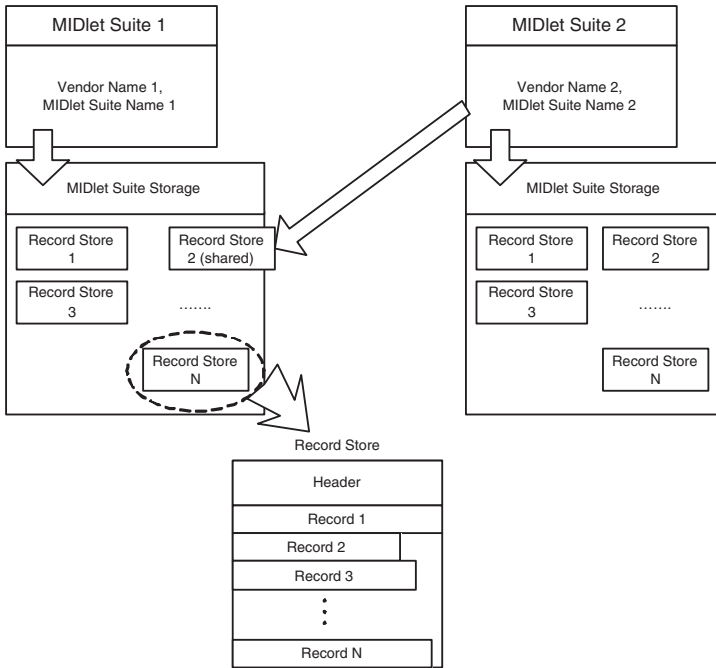 MIDlet Suite 1
Vendor Name 1,
MIDlet Suite Name 1
MIDlet Suite 2
Vendor Name 2,
MIDlet Suite Name 2
MIDlet Suite Storage
Record Store
1
Record Store
2 (shared)
Record Store
3
.......
Record Store
N
MIDlet Suite Storage
Record Store
1
Record Store
2
Record Store
3
.......
Record Store
N
Record Store
Header
Record 1
Record 2
Record 3
Record N